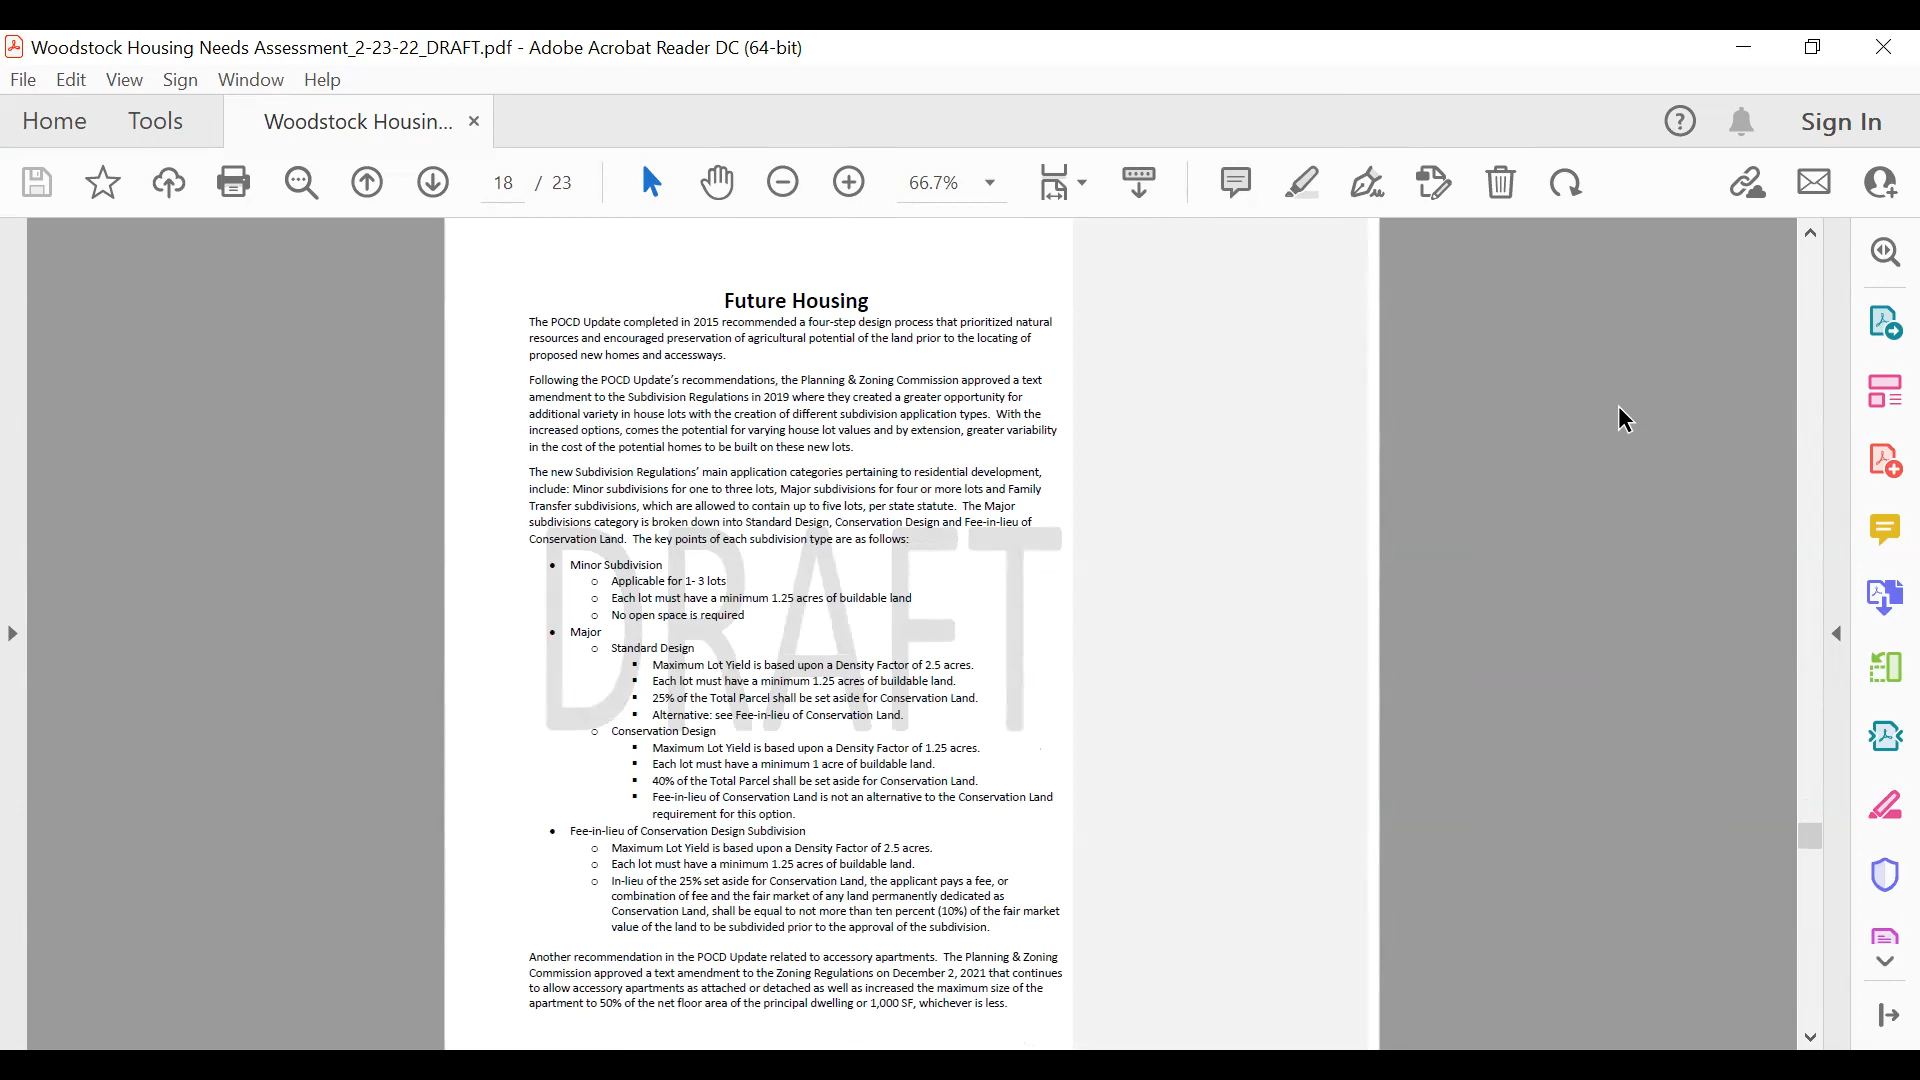 Woodstock Housing Needs Assessment_2-23-22_DRAFT.pdf - Adobe Acrobat Reader DC (64-bit)
File Edit View Sign Window Help
Home Tools Woodstock Housin... × Sign In
18 / 23 66.7%
Future Housing
The POCD Update completed in 2015 recommended a four-step design process that prioritized natural
resources and encouraged preservation of agricultural potential of the land prior to the locating of
proposed new homes and accessways.
Following the POCD Update's recommendations, the Planning & Zoning Commission approved a text
amendment to the Subdivision Regulations in 2019 where they created a greater opportunity for
additional variety in house lots with the creation of different subdivision application types. With the
increased options, comes the potential for varying house lot values and by extension, greater variability
in the cost of the potential homes to be built on these new lots.
The new Subdivision Regulations' main application categories pertaining to residential development,
include: Minor subdivisions for one to three lots, Major subdivisions for four or more lots and Family
Transfer subdivisions, which are allowed to contain up to five lots, per state statute. The Major
subdivisions category is broken down into Standard Design, Conservation Design and Fee-in-lieu of
Conservation Land. The key points of each subdivision type are as follows:
• Minor Subdivision
o Applicable for 1- 3 lots
o Each lot must have a minimum 1.25 acres of buildable land
o No open space is required
• Major
o Standard Design
▪ Maximum Lot Yield is based upon a Density Factor of 2.5 acres.
▪ Each lot must have a minimum 1.25 acres of buildable land.
▪ 25% of the Total Parcel shall be set aside for Conservation Land.
▪ Alternative: see Fee-in-lieu of Conservation Land.
o Conservation Design
▪ Maximum Lot Yield is based upon a Density Factor of 1.25 acres.
▪ Each lot must have a minimum 1 acre of buildable land.
▪ 40% of the Total Parcel shall be set aside for Conservation Land.
▪ Fee-in-lieu of Conservation Land is not an alternative to the Conservation Land
requirement for this option.
• Fee-in-lieu of Conservation Design Subdivision
o Maximum Lot Yield is based upon a Density Factor of 2.5 acres.
o Each lot must have a minimum 1.25 acres of buildable land.
o In-lieu of the 25% set aside for Conservation Land, the applicant pays a fee, or
combination of fee and the fair market of any land permanently dedicated as
Conservation Land, shall be equal to not more than ten percent (10%) of the fair market
value of the land to be subdivided prior to the approval of the subdivision.
Another recommendation in the POCD Update related to accessory apartments. The Planning & Zoning
Commission approved a text amendment to the Zoning Regulations on December 2, 2021 that continues
to allow accessory apartments as attached or detached as well as increased the maximum size of the
apartment to 50% of the net floor area of the principal dwelling or 1,000 SF, whichever is less.
DRAFT